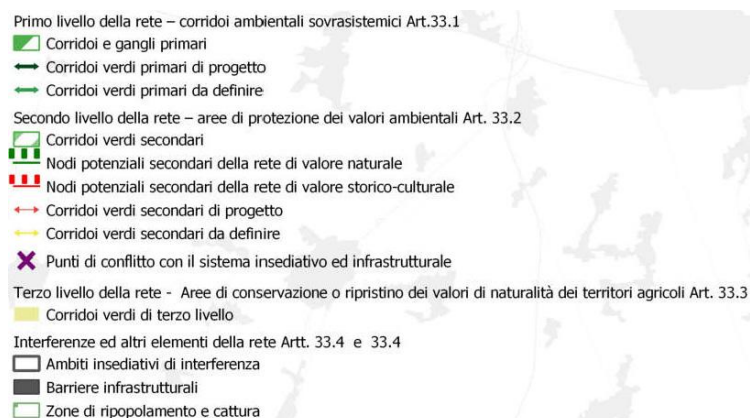 Primo livello della rete – corridoi ambientali sovrasistemici Art.33.1
Corridoi e gangli primari
Corridoi verdi primari di progetto
Corridoi verdi primari da definire
Secondo livello della rete – aree di protezione dei valori ambientali Art. 33.2
Corridoi verdi secondari
Nodi potenziali secondari della rete di valore naturale
Nodi potenziali secondari della rete di valore storico-culturale
Corridoi verdi secondari di progetto
Corridoi verdi secondari da definire
Punti di conflitto con il sistema insediativo ed infrastrutturale
Terzo livello della rete - Aree di conservazione o ripristino dei valori di naturalità dei territori agricoli Art. 33.3
Corridoi verdi di terzo livello
Interferenze ed altri elementi della rete Artt. 33.4 e 33.4
Ambiti insediativi di interferenza
Barriere infrastrutturali
Zone di ripopolamento e cattura